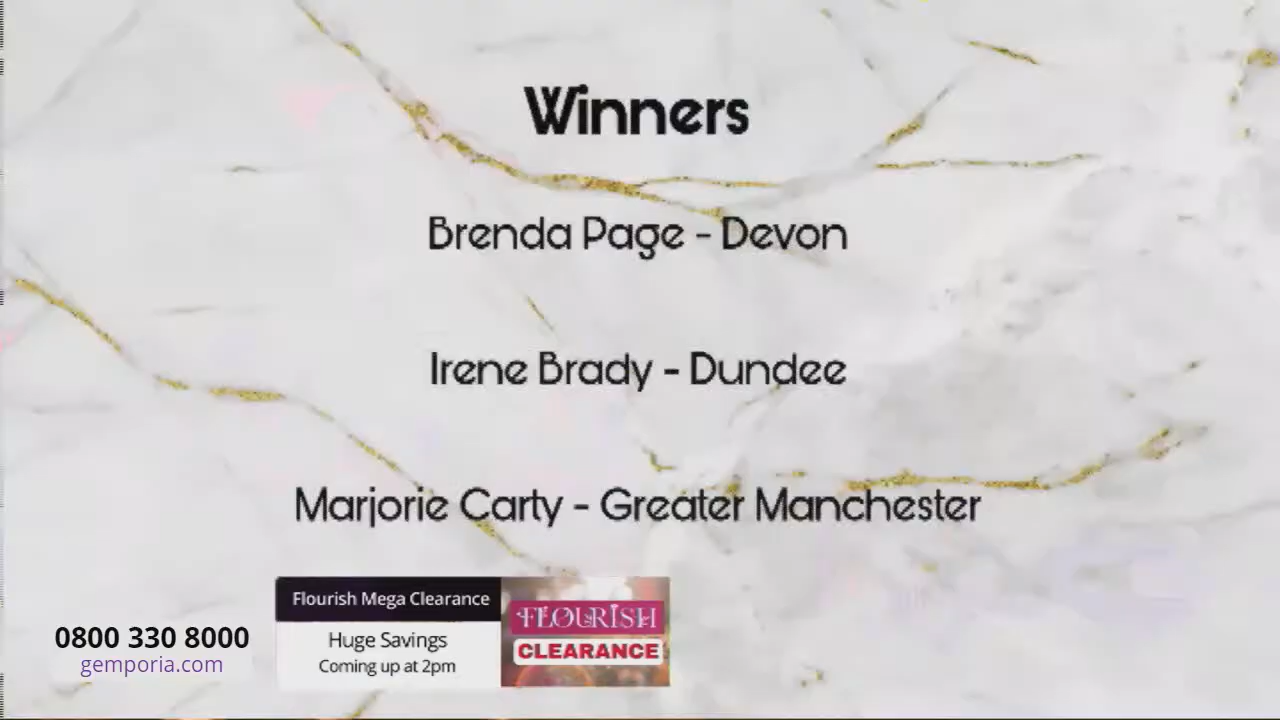 Winners
Brenda Page - Devon
Irene Brady - Dundee
Marjorie Carty - Greater Manchester
0800 330 8000
gemporia.com
Flourish Mega Clearance
Huge Savings
Coming up at 2pm
FLOURISH
CLEARANCE